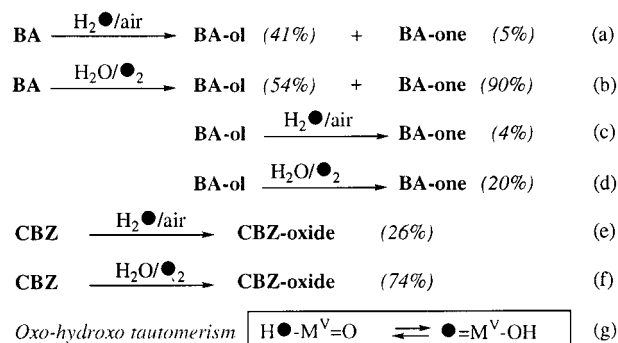 BA H₂●/air BA-ol (41%) + BA-one (5%) (a)
BA H₂O/●₂ BA-ol (54%) + BA-one (90%) (b)
BA-ol H₂●/air BA-one (4%) (c)
BA-ol H₂O/●₂ BA-one (20%) (d)
CBZ H₂●/air CBZ-oxide (26%) (e)
CBZ H₂O/●₂ CBZ-oxide (74%) (f)
Oxo-hydroxo tautomerism H●-Mⱽ=O ⇌ ●=Mⱽ-OH (g)